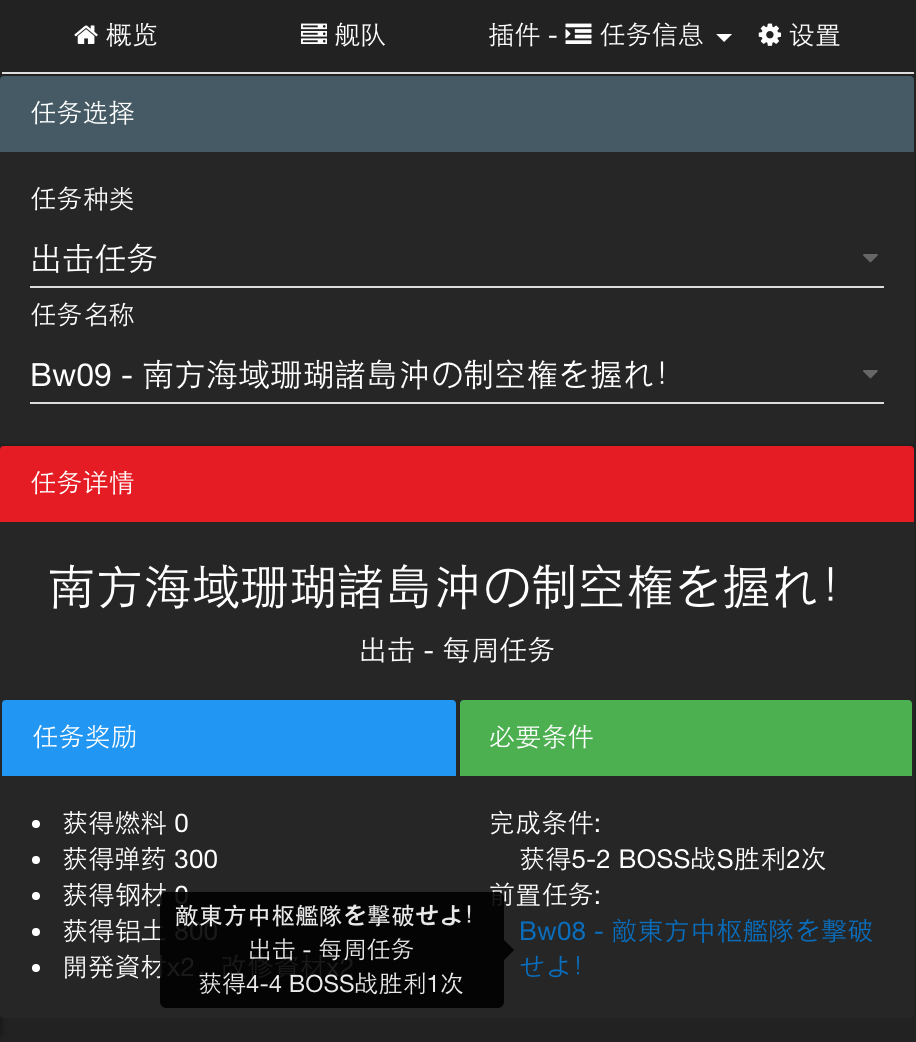 概览 舰队 插件 - 任务信息 设置
任务选择
任务种类
出击任务
任务名称
Bw09 - 南方海域珊瑚諸島沖の制空権を握れ！
任务详情
南方海域珊瑚諸島沖の制空権を握れ！
出击 - 每周任务
任务奖励
必要条件
获得燃料 0
获得弹药 300
获得钢材 0
获得铝土 800
開発資材x2 改修資材x2
完成条件:
获得5-2 BOSS战S胜利2次
前置任务:
Bw08 - 敵東方中枢艦隊を撃破
せよ！
敵東方中枢艦隊を撃破せよ！
出击 - 每周任务
获得4-4 BOSS战胜利1次